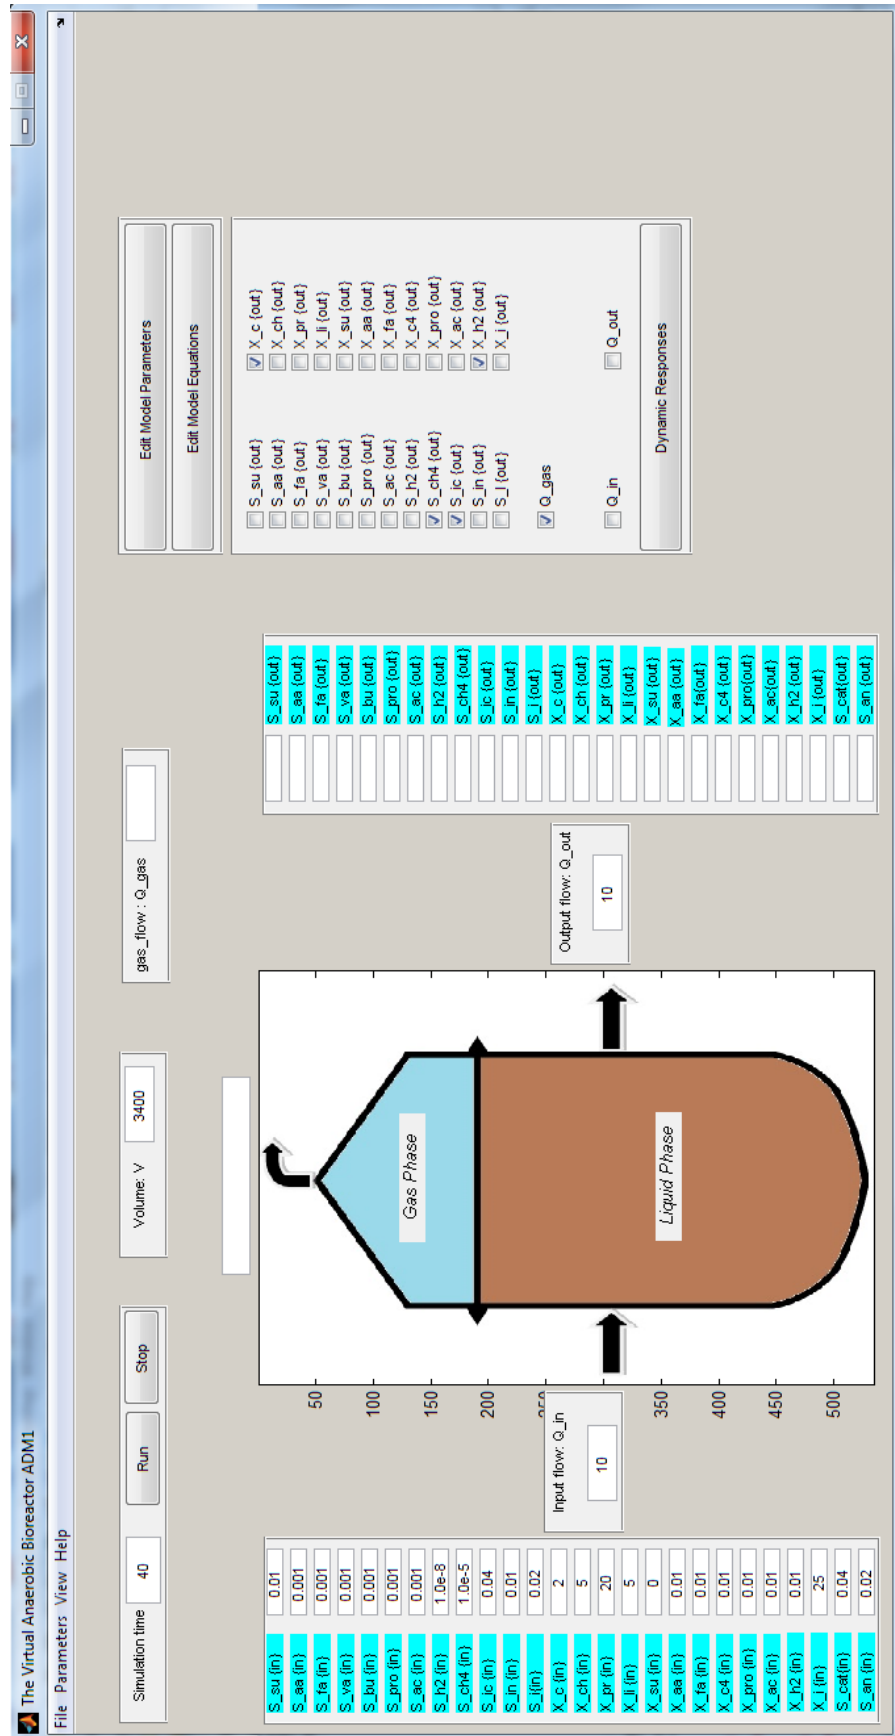 The Virtual Anaerobic Bioreactor ADM1
File Parameters View Help
Simulation time 40 Run Stop
Volume: V 3400
gas_flow : Q_gas
Edit Model Parameters
Edit Model Equations
S_su {in} 0.01
S_aa {in} 0.001
S_fa {in} 0.001
S_va {in} 0.001
S_bu {in} 0.001
S_pro {in} 0.001
S_ac {in} 0.001
S_h2 {in} 1.0e-8
S_ch4 {in} 1.0e-5
S_ic {in} 0.04
S_in {in} 0.01
S_i{in} 0.02
X_c {in} 2
X_ch {in} 5
X_pr {in} 20
X_li {in} 5
X_su {in} 0
X_aa {in} 0.01
X_fa {in} 0.01
X_c4 {in} 0.01
X_pro {in} 0.01
X_ac {in} 0.01
X_h2 {in} 0.01
X_i {in} 25
S_cat{in} 0.04
S_an {in} 0.02
Input flow: Q_in
10
50
100
150
200
250
350
400
450
500
Gas Phase
Liquid Phase
Output flow: Q_out
10
S_su {out}
S_aa {out}
S_fa {out}
S_va {out}
S_bu {out}
S_pro {out}
S_ac {out}
S_h2 {out}
S_ch4 {out}
S_ic {out}
S_in {out}
S_i {out}
X_c {out}
X_ch {out}
X_pr {out}
X_li {out}
X_su {out}
X_aa {out}
X_fa{out}
X_c4 {out}
X_pro{out}
X_ac{out}
X_h2 {out}
X_i {out}
S_cat{out}
S_an {out}
S_su {out} X_c {out}
S_aa {out} X_ch {out}
S_fa {out} X_pr {out}
S_va {out} X_li {out}
S_bu {out} X_su {out}
S_pro {out} X_aa {out}
S_ac {out} X_fa {out}
S_h2 {out} X_c4 {out}
S_ch4 {out} X_pro {out}
S_ic {out} X_ac {out}
S_in {out} X_h2 {out}
S_I {out} X_i {out}
Q_gas
Q_in Q_out
Dynamic Responses